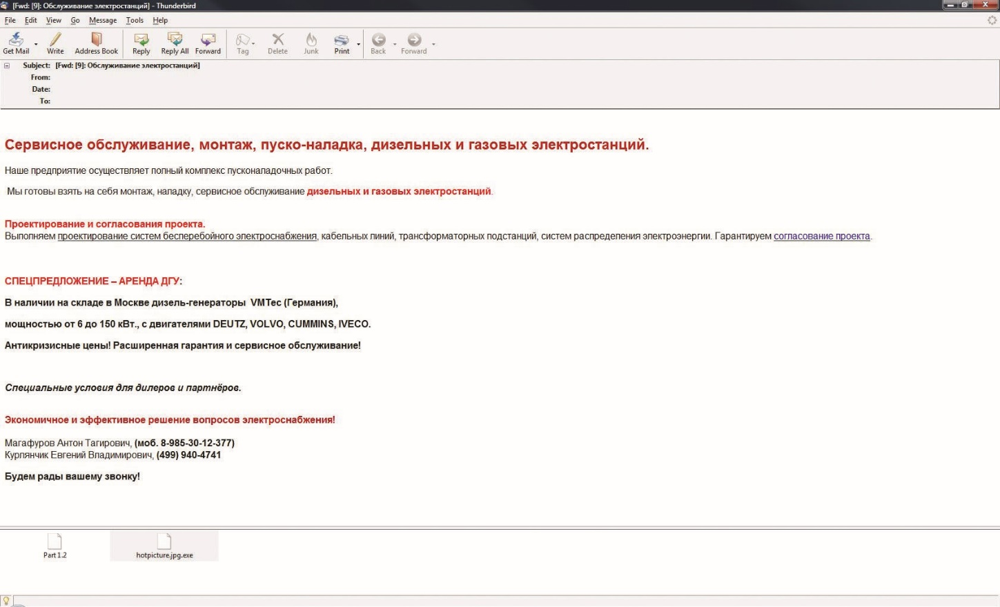 [Fwd: [9]: Обслуживание электростанций] - Thunderbird
File Edit View Go Message Tools Help
Get Mail Write Address Book Reply Reply All Forward Tag Delete Junk Print Back Forward
Subject: [Fwd: [9]: Обслуживание электростанций]
From:
Date:
To:
Сервисное обслуживание, монтаж, пуско-наладка, дизельных и газовых электростанций.
Наше предприятие осуществляет полный комплекс пусконаладочных работ.
Мы готовы взять на себя монтаж, наладку, сервисное обслуживание дизельных и газовых электростанций.
Проектирование и согласования проекта.
Выполняем проектирование систем бесперебойного электроснабжения, кабельных линий, трансформаторных подстанций, систем распределения электроэнергии. Гарантируем согласование проекта.
СПЕЦПРЕДЛОЖЕНИЕ – АРЕНДА ДГУ:
В наличии на складе в Москве дизель-генераторы VMTec (Германия),
мощностью от 6 до 150 кВт., с двигателями DEUTZ, VOLVO, CUMMINS, IVECO.
Антикризисные цены! Расширенная гарантия и сервисное обслуживание!
Специальные условия для дилеров и партнёров.
Экономичное и эффективное решение вопросов электроснабжения!
Магафуров Антон Тагирович, (моб. 8-985-30-12-377)
Курлянчик Евгений Владимирович, (499) 940-4741
Будем рады вашему звонку!
Part 1.2 hotpicture.jpg.exe